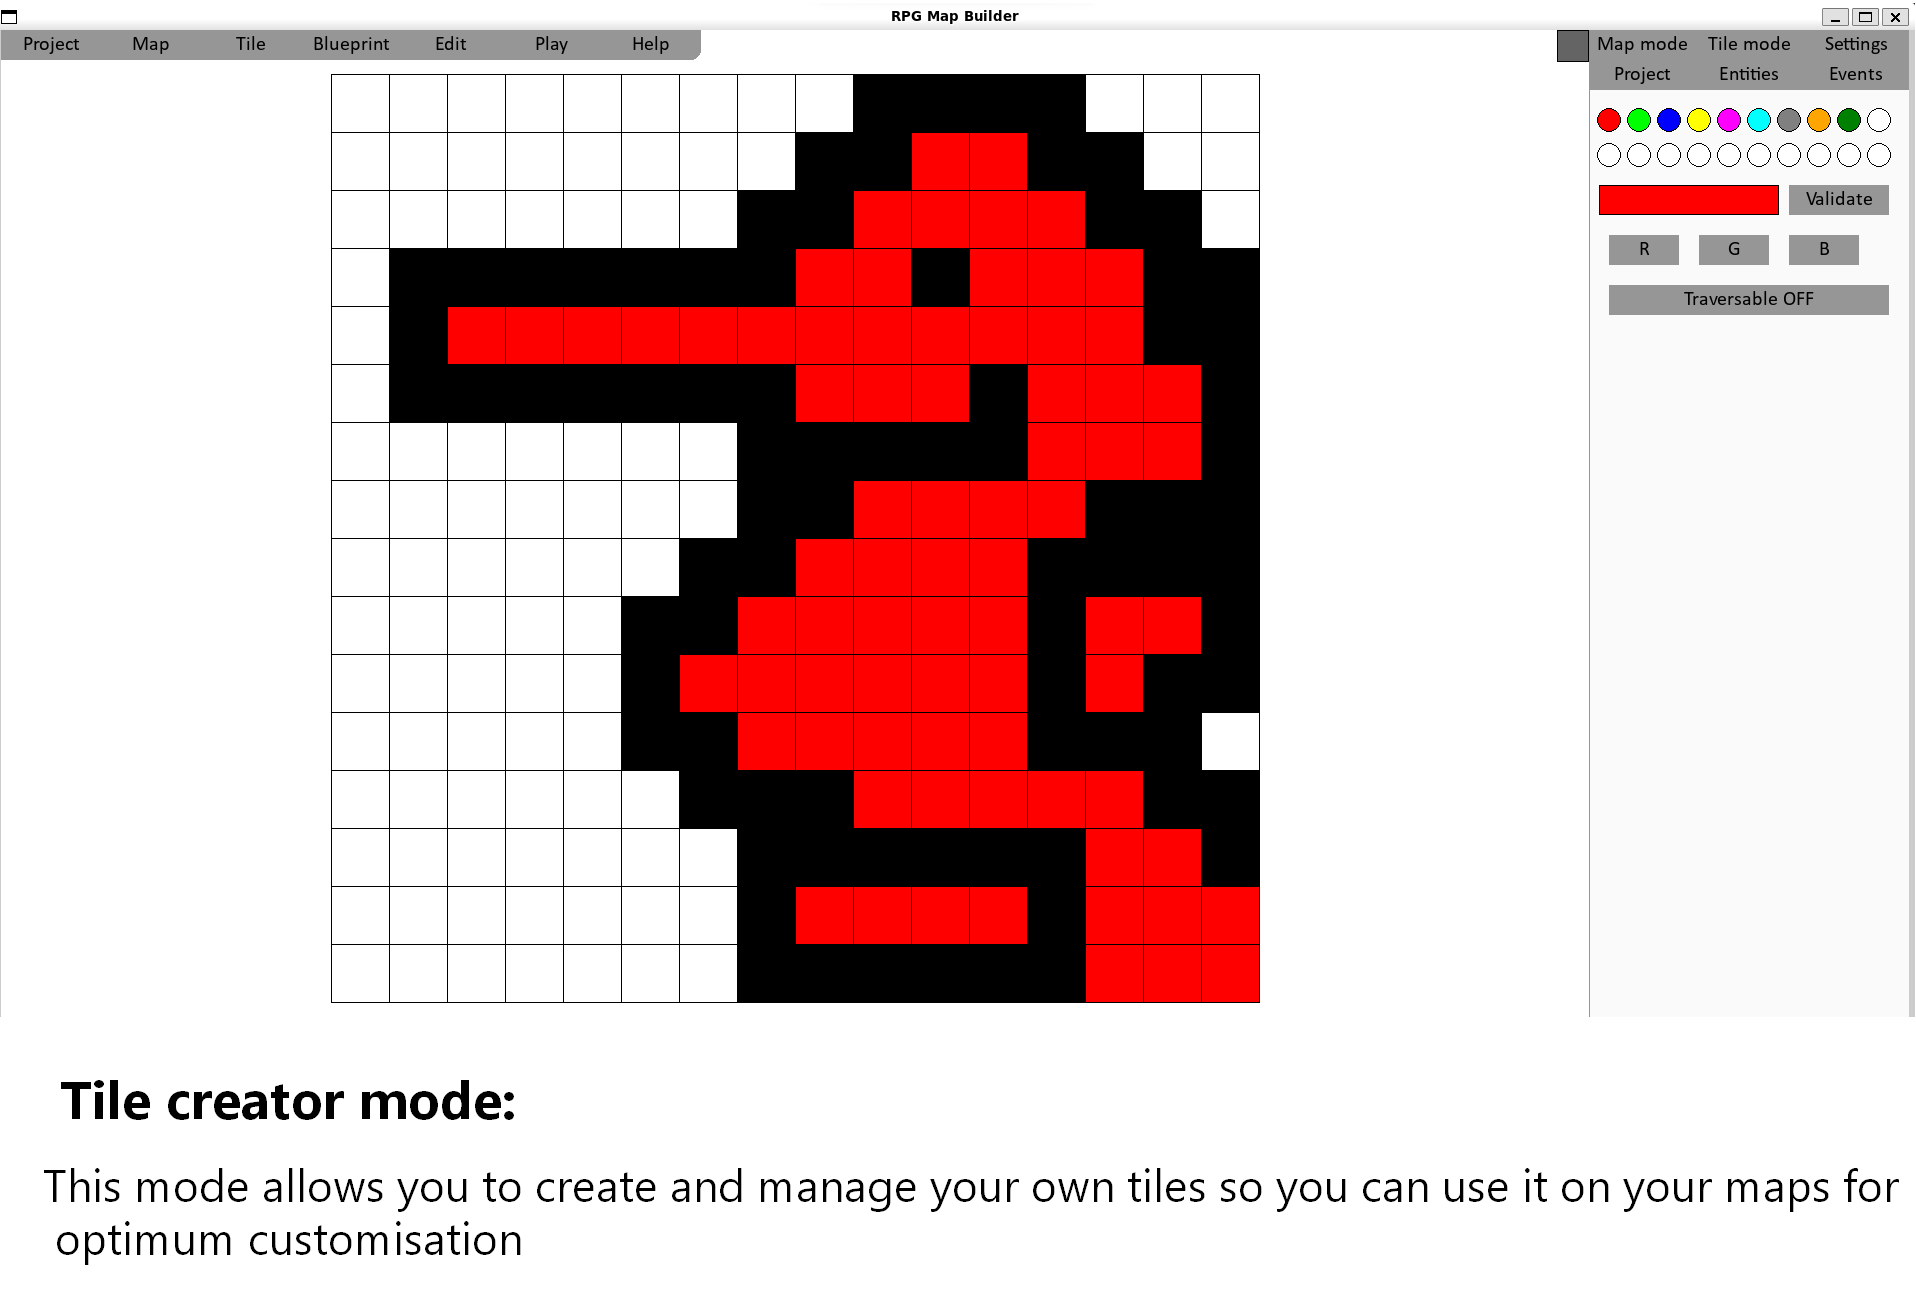 RPG Map Builder
Project Map Tile Blueprint Edit Play Help
Map mode Tile mode Settings
Project Entities Events
Validate
R G B
Traversable OFF
Tile creator mode:
This mode allows you to create and manage your own tiles so you can use it on your maps for
optimum customisation